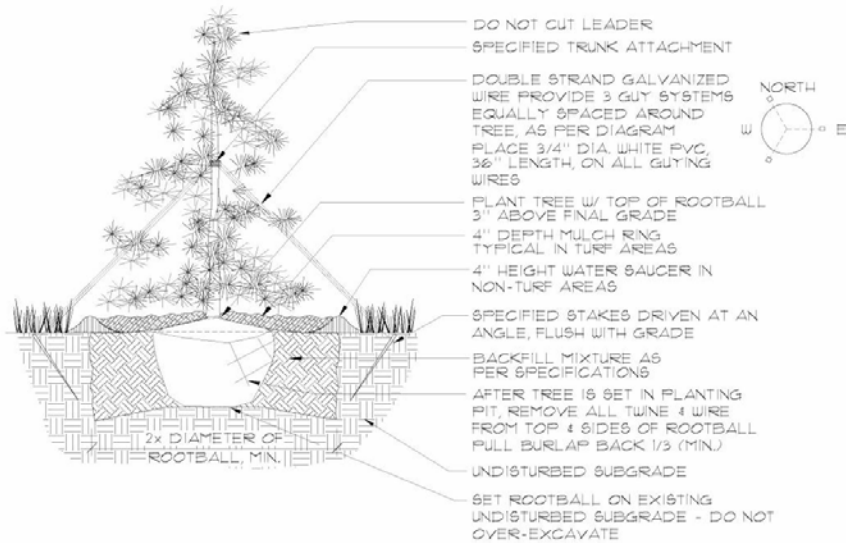 DO NOT CUT LEADER
SPECIFIED TRUNK ATTACHMENT
DOUBLE STRAND GALVANIZED
WIRE PROVIDE 3 GUY SYSTEMS
EQUALLY SPACED AROUND
TREE, AS PER DIAGRAM
PLACE 3/4" DIA. WHITE PVC,
36" LENGTH, ON ALL GUYING
WIRES
NORTH
W
E
PLANT TREE W/ TOP OF ROOTBALL
3" ABOVE FINAL GRADE
4" DEPTH MULCH RING
TYPICAL IN TURF AREAS
4" HEIGHT WATER SAUCER IN
NON-TURF AREAS
SPECIFIED STAKES DRIVEN AT AN
ANGLE, FLUSH WITH GRADE
BACKFILL MIXTURE AS
PER SPECIFICATIONS
AFTER TREE IS SET IN PLANTING
PIT, REMOVE ALL TWINE & WIRE
FROM TOP & SIDES OF ROOTBALL
PULL BURLAP BACK 1/3 (MIN.)
2x DIAMETER OF
ROOTBALL, MIN.
UNDISTURBED SUBGRADE
SET ROOTBALL ON EXISTING
UNDISTURBED SUBGRADE - DO NOT
OVER-EXCAVATE